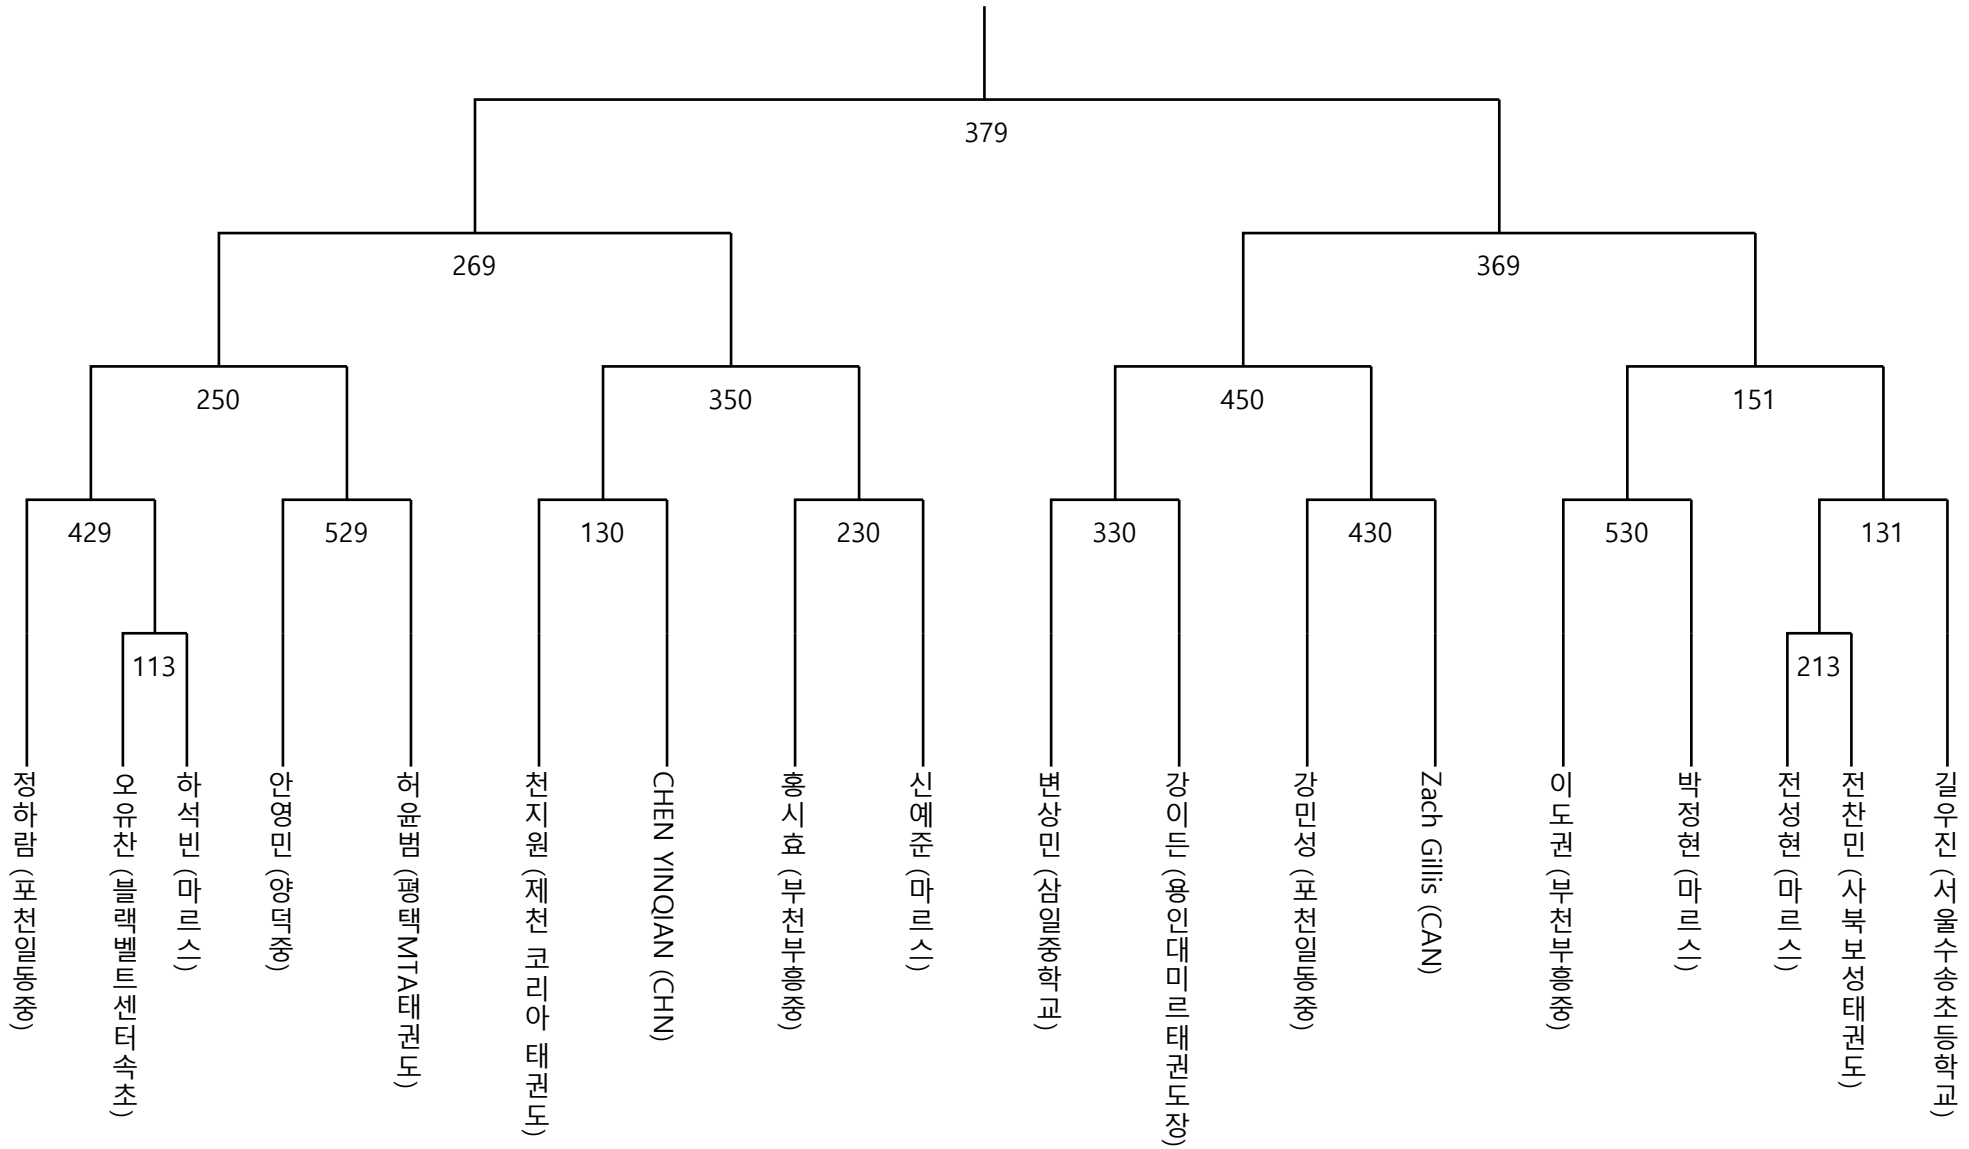 379
269
369
250
350
450
151
429
529
130
230
330
430
530
131
113
213
정하람 (포천일동중)
오유찬 (블랙벨트센터속초)
하석빈 (마르스)
안영민 (양덕중)
허윤범 (평택MTA태권도)
천지원 (제천 코리아 태권도)
CHEN YINQIAN (CHN)
홍시효 (부천부흥중)
신예준 (마르스)
변상민 (삼일중학교)
강이든 (용인대미르태권도장)
강민성 (포천일동중)
Zach Gillis (CAN)
이도권 (부천부흥중)
박정현 (마르스)
전성현 (마르스)
전찬민 (사북보성태권도)
길우진 (서울수송초등학교)